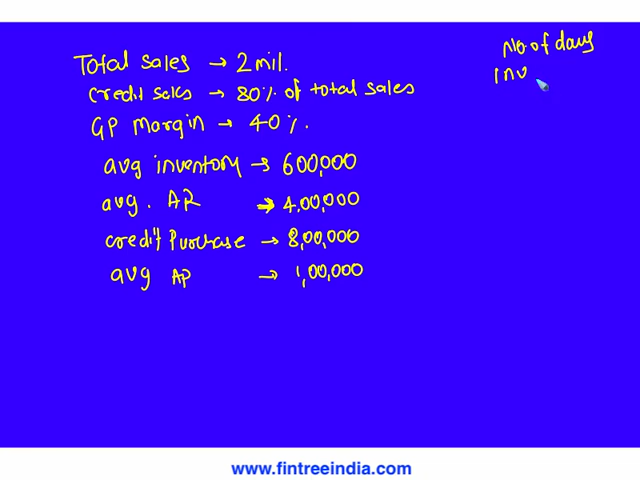 Total sales → 2 mil.
credit sales → 80% of total sales
GP Margin → 40%.
avg inventory → 600,000
avg. AR → 4,00,000
credit Purchase → 8,00,000
avg AP → 1,00,000
No of days
Inv
www.fintreeindia.com